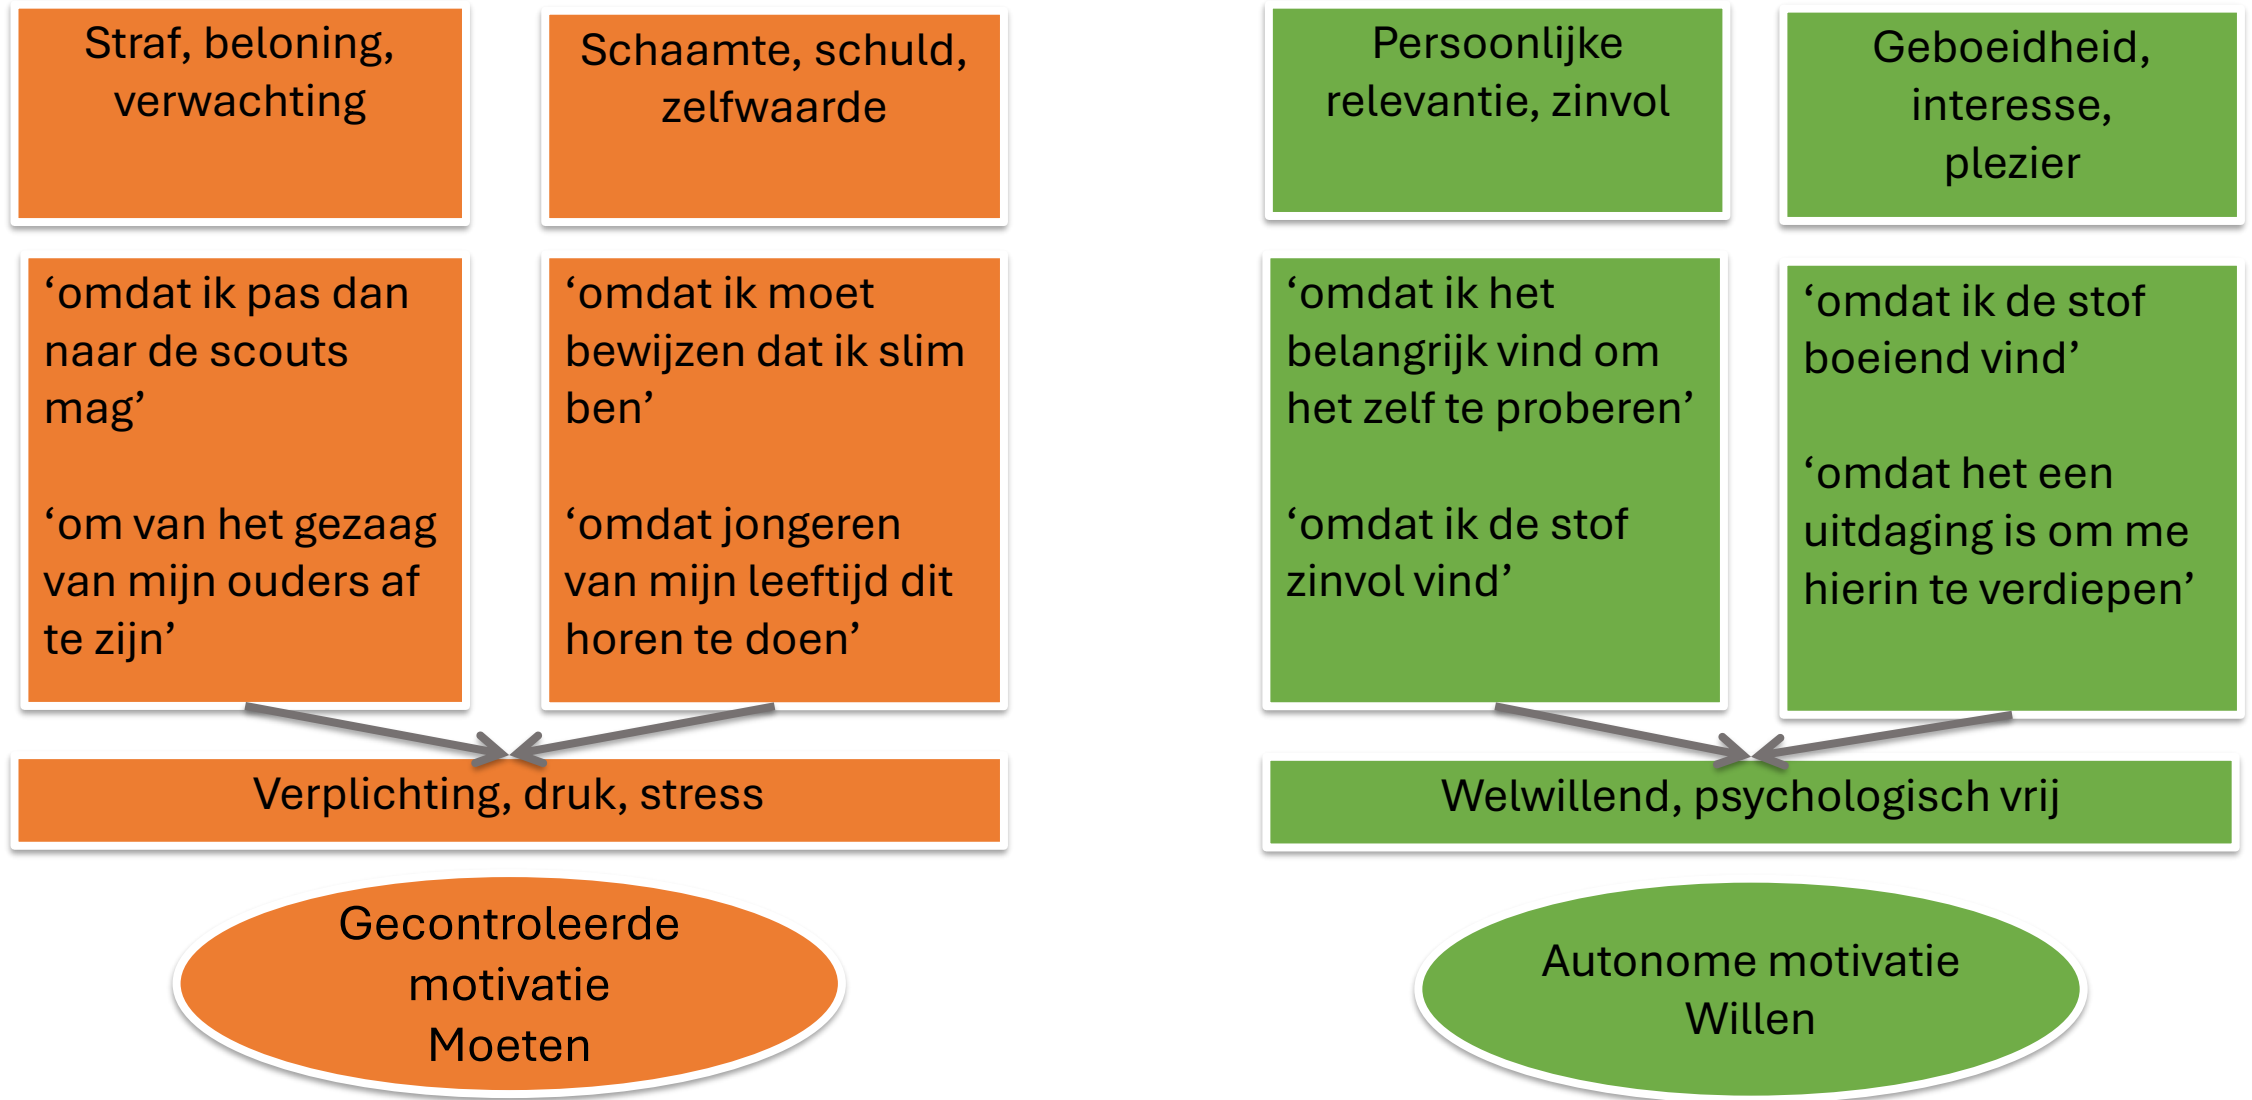 Straf, beloning,
verwachting
Schaamte, schuld,
zelfwaarde
Persoonlijke
relevantie, zinvol
Geboeidheid,
interesse,
plezier
‘omdat ik pas dan
naar de scouts
mag’
‘om van het gezaag
van mijn ouders af
te zijn’
‘omdat ik moet
bewijzen dat ik slim
ben’
‘omdat jongeren
van mijn leeftijd dit
horen te doen’
‘omdat ik het
belangrijk vind om
het zelf te proberen’
‘omdat ik de stof
zinvol vind’
‘omdat ik de stof
boeiend vind’
‘omdat het een
uitdaging is om me
hierin te verdiepen’
Verplichting, druk, stress
Welwillend, psychologisch vrij
Gecontroleerde
motivatie
Moeten
Autonome motivatie
Willen